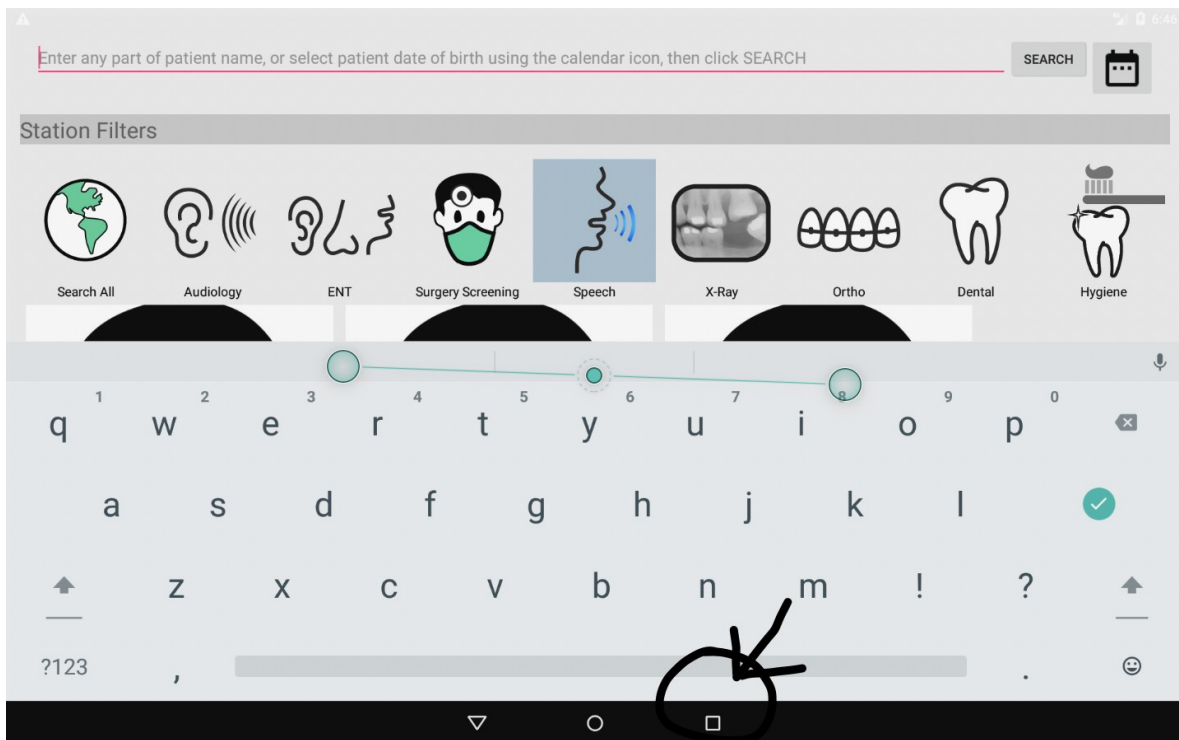 6:46
Enter any part of patient name, or select patient date of birth using the calendar icon, then click SEARCH
SEARCH
Station Filters
Search All Audiology ENT Surgery Screening Speech X-Ray Ortho Dental Hygiene
1 2 3 4 5 6 7 8 9 0
q w e r t y u i o p
a s d f g h j k l
z x c v b n m ! ?
?123 , .